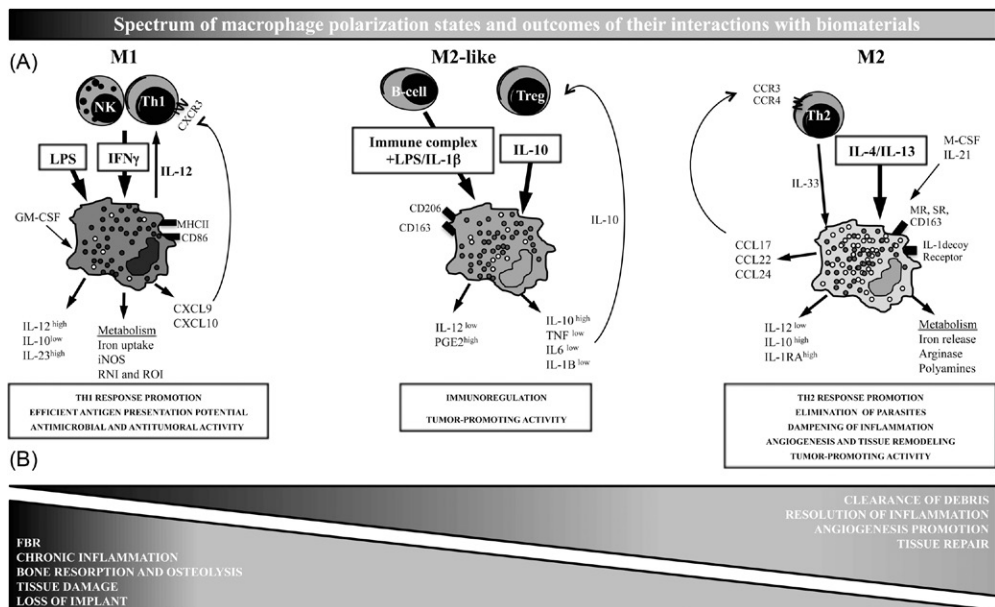 Spectrum of macrophage polarization states and outcomes of their interactions with biomaterials
(A)
M1
NK
Th1
CXCR3
LPS
IFNγ
IL-12
GM-CSF
MHCII
CD86
CXCL9
CXCL10
IL-12 high
IL-10 low
IL-23 high
Metabolism
Iron uptake
iNOS
RNI and ROI
TH1 RESPONSE PROMOTION
EFFICIENT ANTIGEN PRESENTATION POTENTIAL
ANTIMICROBIAL AND ANTITUMORAL ACTIVITY
M2-like
B-cell
Treg
Immune complex
+LPS/IL-1β
IL-10
CD206
CD163
IL-10
IL-12 low
PGE2 high
IL-10 high
TNF low
IL6 low
IL-1B low
IMMUNOREGULATION
TUMOR-PROMOTING ACTIVITY
M2
CCR3
CCR4
Th2
IL-4/IL-13
M-CSF
IL-21
IL-33
MR, SR,
CD163
IL-1decoy
Receptor
CCL17
CCL22
CCL24
IL-12 low
IL-10 high
IL-1RA high
Metabolism
Iron release
Arginase
Polyamines
TH2 RESPONSE PROMOTION
ELIMINATION OF PARASITES
DAMPENING OF INFLAMMATION
ANGIOGENESIS AND TISSUE REMODELING
TUMOR-PROMOTING ACTIVITY
(B)
CLEARANCE OF DEBRIS
RESOLUTION OF INFLAMMATION
ANGIOGENESIS PROMOTION
TISSUE REPAIR
FBR
CHRONIC INFLAMMATION
BONE RESORPTION AND OSTEOLYSIS
TISSUE DAMAGE
LOSS OF IMPLANT